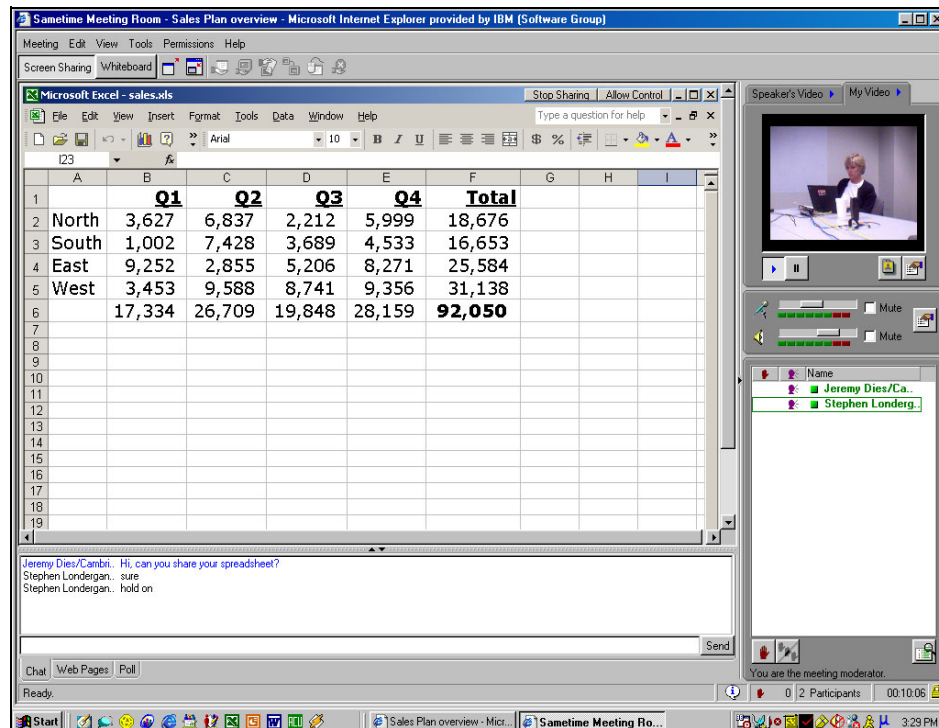 Sametime Meeting Room - Sales Plan overview - Microsoft Internet Explorer provided by IBM (Software Group)
Meeting Edit View Tools Permissions Help
Screen Sharing Whiteboard
Microsoft Excel - sales.xls Stop Sharing Allow Control
File Edit View Insert Format Tools Data Window Help Type a question for help
Arial 10 B I U $ %
I23 fx
A B C D E F G H I
1 Q1 Q2 Q3 Q4 Total
2 North 3,627 6,837 2,212 5,999 18,676
3 South 1,002 7,428 3,689 4,533 16,653
4 East 9,252 2,855 5,206 8,271 25,584
5 West 3,453 9,588 8,741 9,356 31,138
6 17,334 26,709 19,848 28,159 92,050
7
8
9
10
11
12
13
14
15
16
17
18
19
Jeremy Dies/Cambri.. Hi, can you share your spreadsheet?
Stephen Londergan.. sure
Stephen Londergan.. hold on
Send
Chat Web Pages Poll
Ready.
Speaker's Video My Video
Mute
Mute
Name
Jeremy Dies/Ca..
Stephen Londerg..
You are the meeting moderator.
0 2 Participants 00:10:06
Start Sales Plan overview - Micr... Sametime Meeting Ro... 3:29 PM